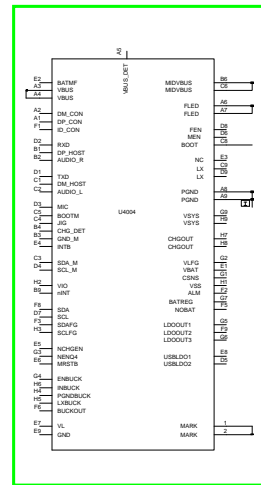 A5
VBUS_DET
E2 BATMF
A3 VBUS
A4 VBUS
A2 DM_CON
A1 DP_CON
F1 ID_CON
D2 RXD
B1 DP_HOST
B2 AUDIO_R
D1 TXD
C1 DM_HOST
C2 AUDIO_L
D3 MIC
C5 BOOTM
C4 JIG
B4 CHG_DET
B3 GND_M
E4 INTB
C3 SDA_M
D4 SCL_M
H2 VIO
B9 nINT
F8 SDA
D7 SCL
F3 SDAFG
H3 SCLFG
E5 NCHGEN
G3 NENQ4
E6 MRSTB
G4 ENBUCK
H6 INBUCK
H4 PGNDBUCK
H5 LXBUCK
F6 BUCKOUT
E7 VL
E9 GND
U4004
MIDVBUS B6
MIDVBUS C6
FLED A6
FLED A7
FEN D8
MEN D6
BOOT C8
NC E3
LX C9
LX D9
PGND A8
PGND A9
VSYS G9
VSYS H9
CHGOUT H7
CHGOUT H8
VLFG G2
VBAT E1
CSNS G1
VSS H1
ALM F2
BATREG G7
NOBAT F5
LDOOUT1 G5
LDOOUT2 F9
LDOOUT3 G6
USBLDO1 E8
USBLDO2 D5
MARK 1
MARK 2